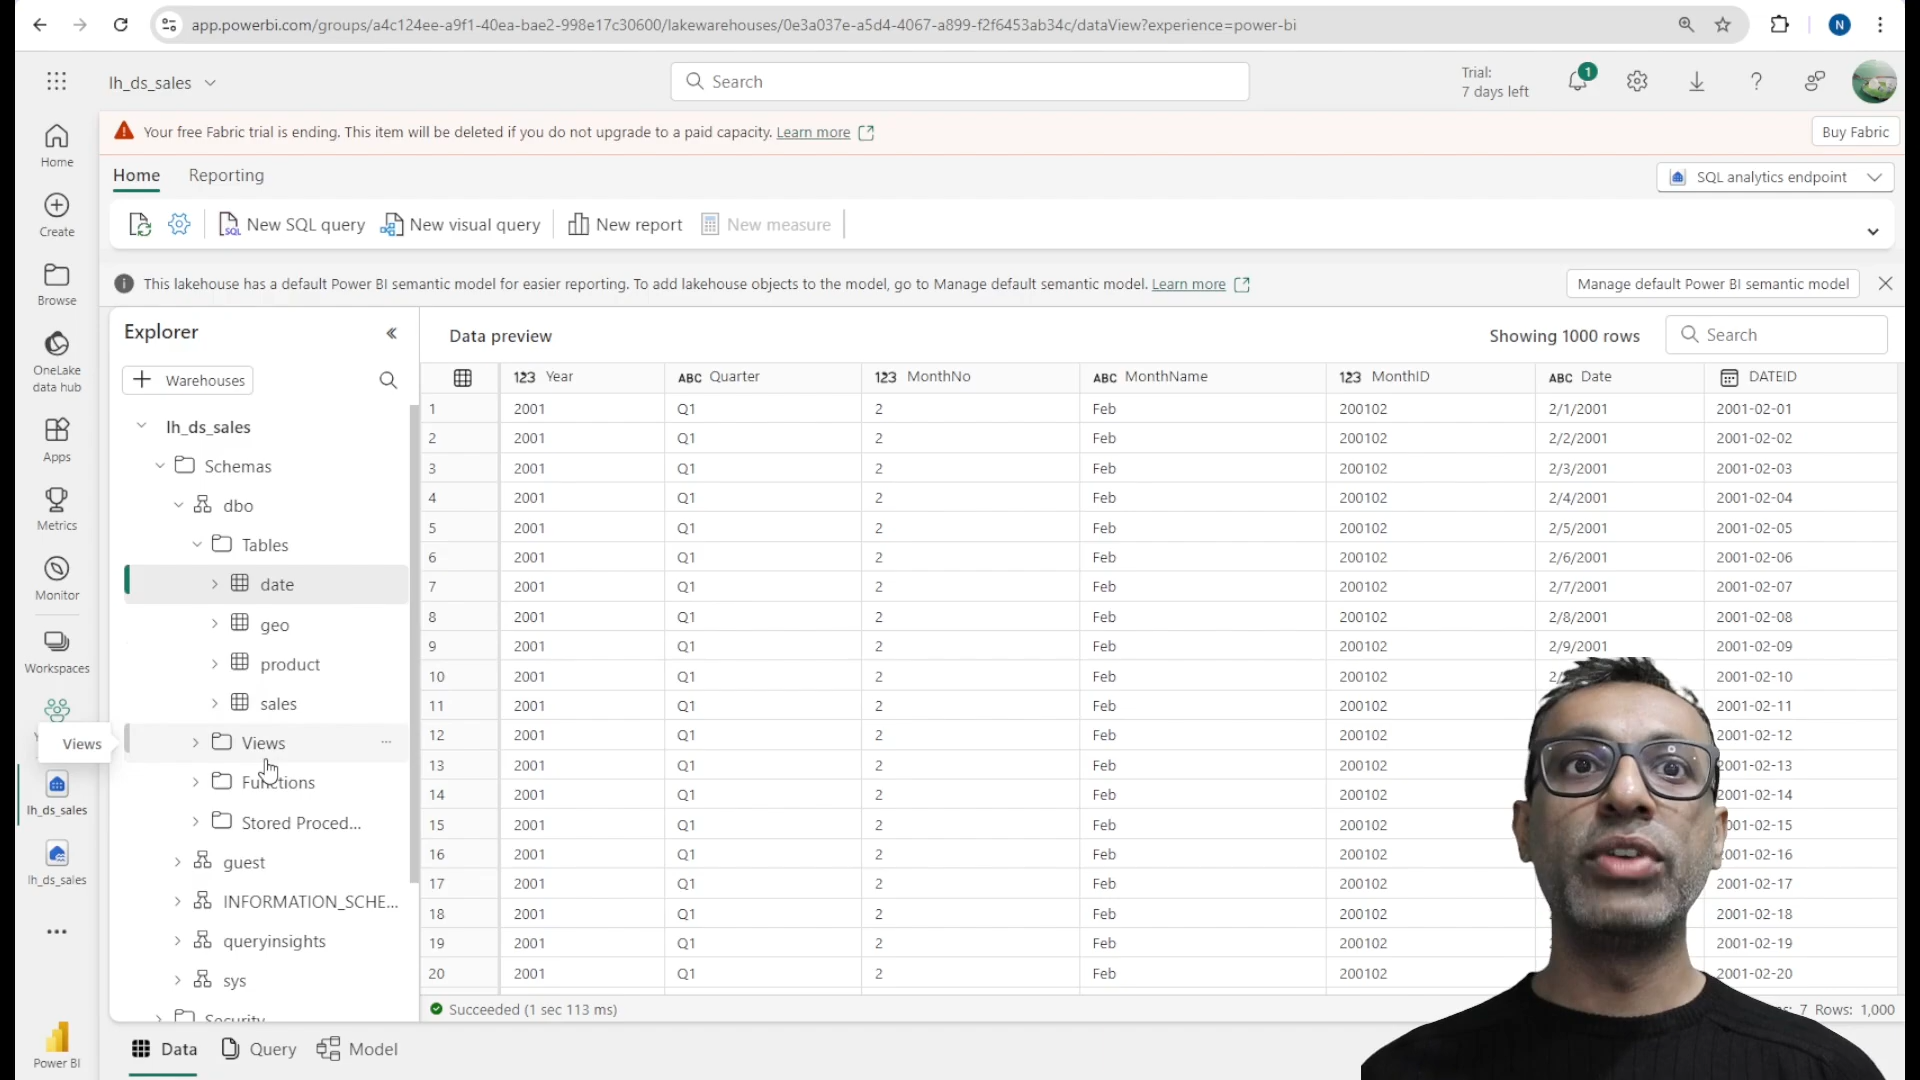 app.powerbi.com/groups/a4c124ee-a9f1-40ea-bae2-998e17c30600/lakewarehouses/0e3a037e-a5d4-4067-a899-f2f6453ab34c/dataView?experience=power-bi
N
lh_ds_sales
Search
Trial:
7 days left
1
Your free Fabric trial is ending. This item will be deleted if you do not upgrade to a paid capacity. Learn more
Buy Fabric
Home
Create
Browse
OneLake
data hub
Apps
Metrics
Monitor
Workspaces
Views
lh_ds_sales
lh_ds_sales
Power BI
Home Reporting
SQL analytics endpoint
New SQL query New visual query New report New measure
This lakehouse has a default Power BI semantic model for easier reporting. To add lakehouse objects to the model, go to Manage default semantic model. Learn more
Manage default Power BI semantic model
Explorer
Warehouses
lh_ds_sales
Schemas
dbo
Tables
date
geo
product
sales
Views
Functions
Stored Proced...
guest
INFORMATION_SCHE...
queryinsights
sys
Security
Data preview
Showing 1000 rows
Search
123 Year ABC Quarter 123 MonthNo ABC MonthName 123 MonthID ABC Date DATEID
1 2001 Q1 2 Feb 200102 2/1/2001 2001-02-01
2 2001 Q1 2 Feb 200102 2/2/2001 2001-02-02
3 2001 Q1 2 Feb 200102 2/3/2001 2001-02-03
4 2001 Q1 2 Feb 200102 2/4/2001 2001-02-04
5 2001 Q1 2 Feb 200102 2/5/2001 2001-02-05
6 2001 Q1 2 Feb 200102 2/6/2001 2001-02-06
7 2001 Q1 2 Feb 200102 2/7/2001 2001-02-07
8 2001 Q1 2 Feb 200102 2/8/2001 2001-02-08
9 2001 Q1 2 Feb 200102 2/9/2001 2001-02-09
10 2001 Q1 2 Feb 200102 2001-02-10
11 2001 Q1 2 Feb 200102 2001-02-11
12 2001 Q1 2 Feb 200102 2001-02-12
13 2001 Q1 2 Feb 200102 2001-02-13
14 2001 Q1 2 Feb 200102 2001-02-14
15 2001 Q1 2 Feb 200102 001-02-15
16 2001 Q1 2 Feb 200102 2001-02-16
17 2001 Q1 2 Feb 200102 2001-02-17
18 2001 Q1 2 Feb 200102 2001-02-18
19 2001 Q1 2 Feb 200102 2001-02-19
20 2001 Q1 2 Feb 200102 2001-02-20
Succeeded (1 sec 113 ms)
7 Rows: 1,000
Data Query Model